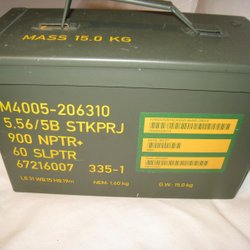 MASS 15.0 KG
M4005-206310
5,56/5B STKPRJ
900 NPTR+
60 SLPTR
67216007 335-1
NEM: 1,60 kg
G.W: 15,0 kg